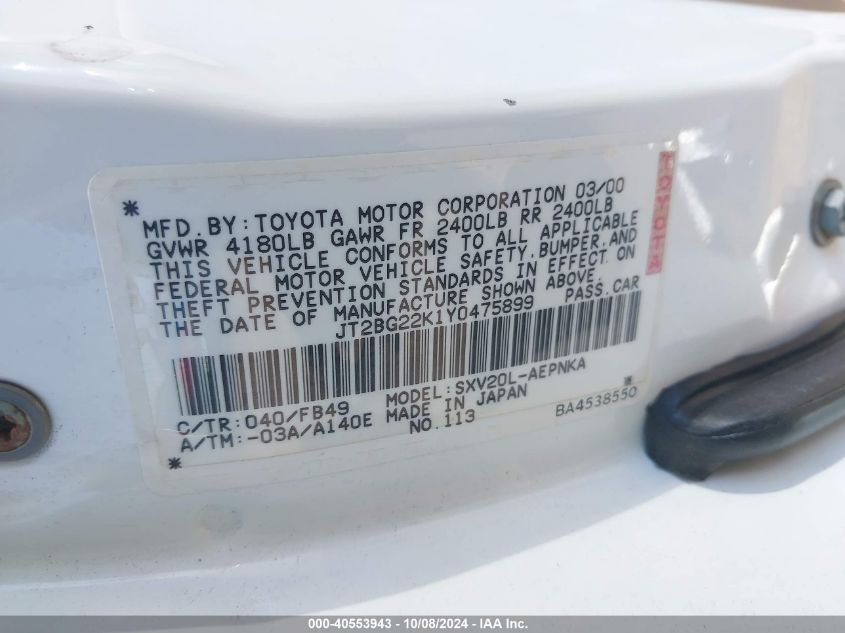 TOYOTA
* MFD.BY:TOYOTA MOTOR CORPORATION 03/00
GVWR 4180LB GAWR FR 2400LB RR 2400LB
THIS VEHICLE CONFORMS TO ALL APPLICABLE
FEDERAL MOTOR VEHICLE SAFETY,BUMPER,AND
THEFT PREVENTION STANDARDS IN EFFECT ON
THE DATE OF MANUFACTURE SHOWN ABOVE.
JT2BG22K1Y0475899 PASS.CAR
C/TR:040/FB49 MODEL:SXV20L-AEPNKA *
A/TM:-03A/A140E MADE IN JAPAN BA4538550
* NO.113
000-40553943 - 10/08/2024 - IAA Inc.